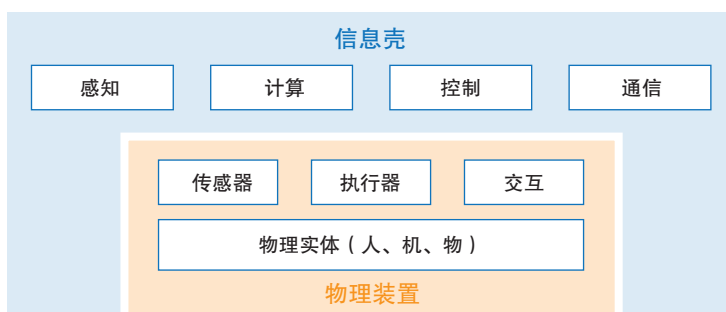 信息壳
感知 计算 控制 通信
传感器 执行器 交互
物理实体（人、机、物）
物理装置